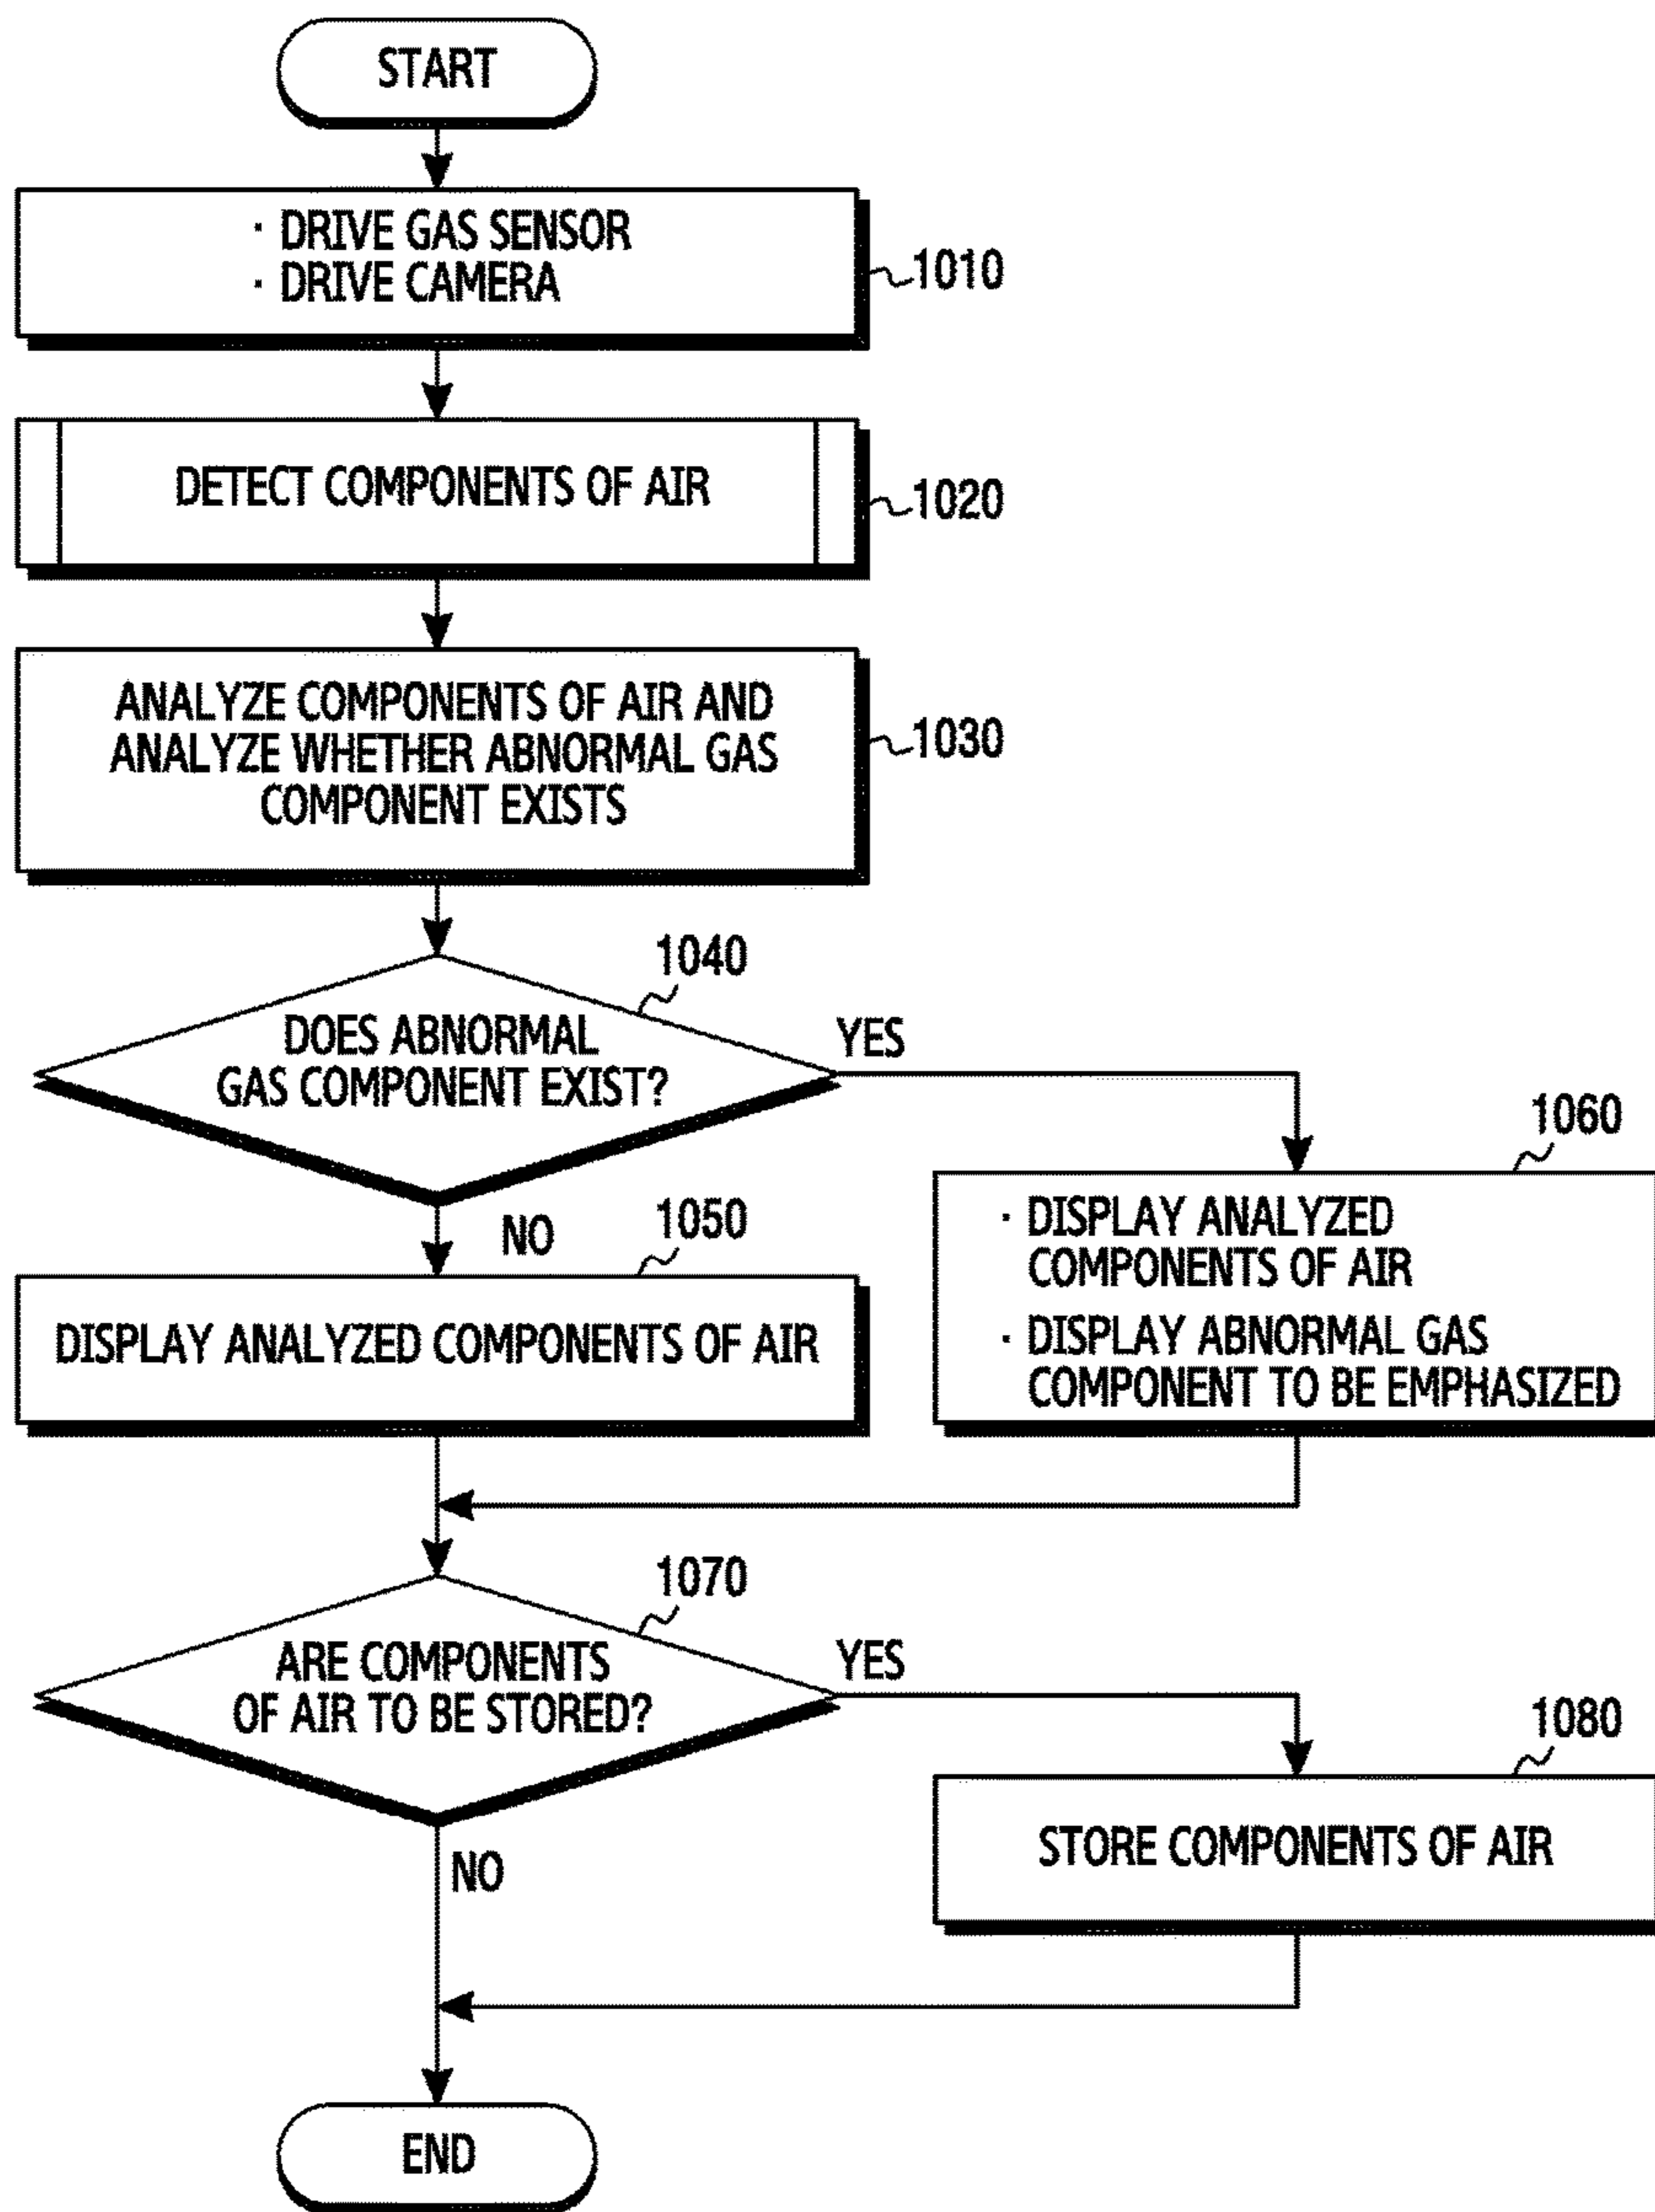 START
· DRIVE GAS SENSOR
· DRIVE CAMERA
1010
DETECT COMPONENTS OF AIR
1020
ANALYZE COMPONENTS OF AIR AND
ANALYZE WHETHER ABNORMAL GAS
COMPONENT EXISTS
1030
1040
DOES ABNORMAL
GAS COMPONENT EXIST?
YES
NO
1050
DISPLAY ANALYZED COMPONENTS OF AIR
1060
· DISPLAY ANALYZED
COMPONENTS OF AIR
· DISPLAY ABNORMAL GAS
COMPONENT TO BE EMPHASIZED
1070
ARE COMPONENTS
OF AIR TO BE STORED?
YES
NO
1080
STORE COMPONENTS OF AIR
END